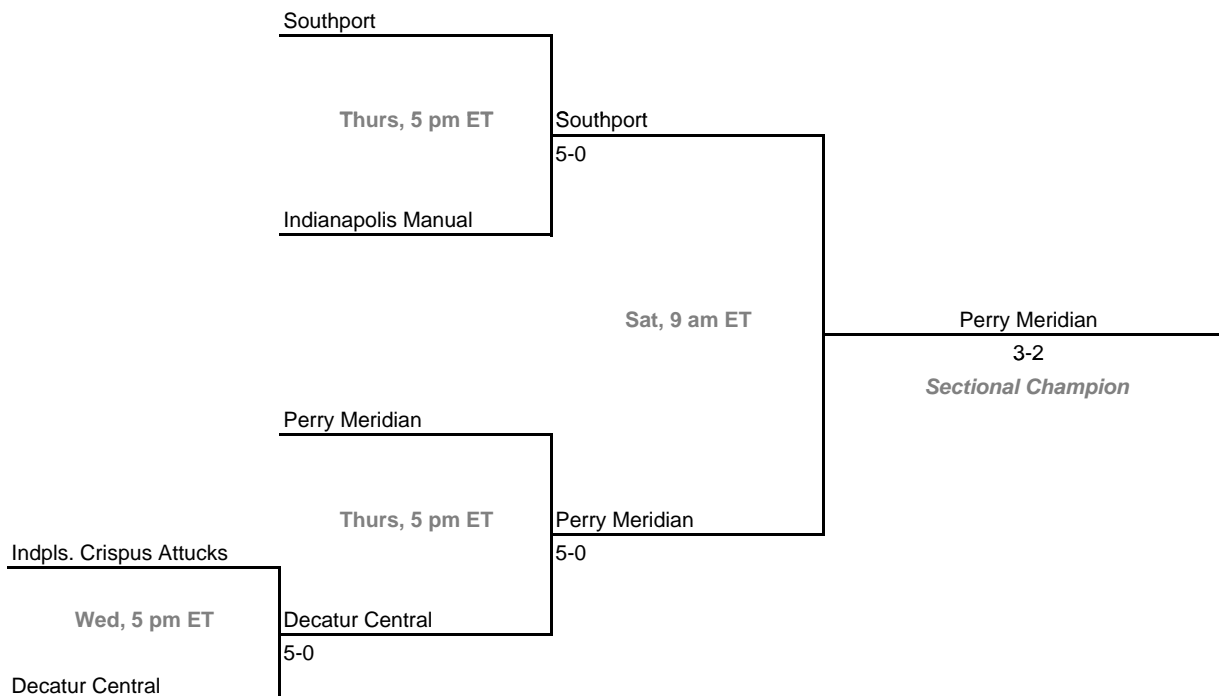 Southport
Thurs, 5 pm ET
Southport
5-0
Indianapolis Manual
Sat, 9 am ET
Perry Meridian
3-2
Sectional Champion
Perry Meridian
Thurs, 5 pm ET
Perry Meridian
5-0
Indpls. Crispus Attucks
Wed, 5 pm ET
Decatur Central
5-0
Decatur Central